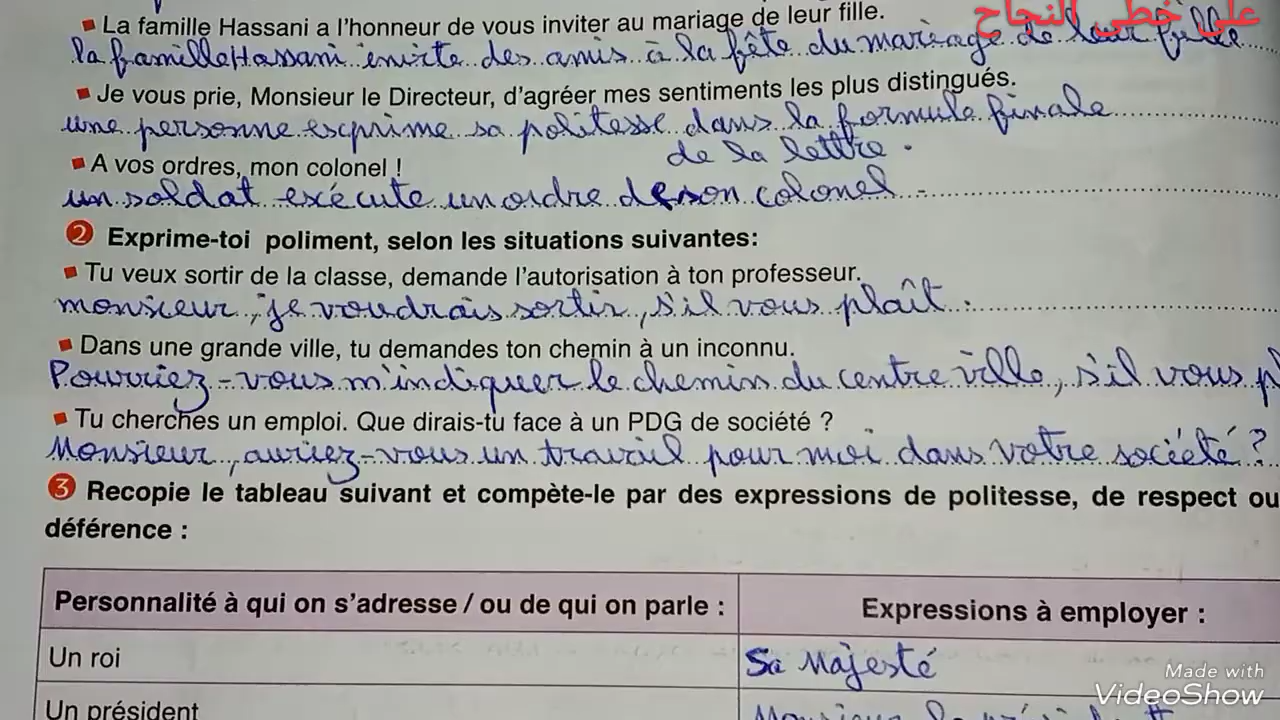 على خطى النجاح
▪ La famille Hassani a l'honneur de vous inviter au mariage de leur fille.
la famille Hassani invite des amis à la fête du mariage de leur fille
▪ Je vous prie, Monsieur le Directeur, d'agréer mes sentiments les plus distingués.
une personne exprime sa politesse dans la formule finale
de la lettre.
▪ A vos ordres, mon colonel !
un soldat exécute un ordre de son colonel
2 Exprime-toi poliment, selon les situations suivantes:
▪ Tu veux sortir de la classe, demande l'autorisation à ton professeur.
monsieur, je voudrais sortir, s'il vous plaît.
▪ Dans une grande ville, tu demandes ton chemin à un inconnu.
Pourriez-vous m'indiquer le chemin du centre ville, s'il vous pl
▪ Tu cherches un emploi. Que dirais-tu face à un PDG de société ?
Monsieur, auriez-vous un travail pour moi dans votre société ?
3 Recopie le tableau suivant et compète-le par des expressions de politesse, de respect ou
déférence :
Personnalité à qui on s'adresse / ou de qui on parle : Expressions à employer :
Un roi Sa Majesté
Un président Monsieur le
Made with
VideoShow